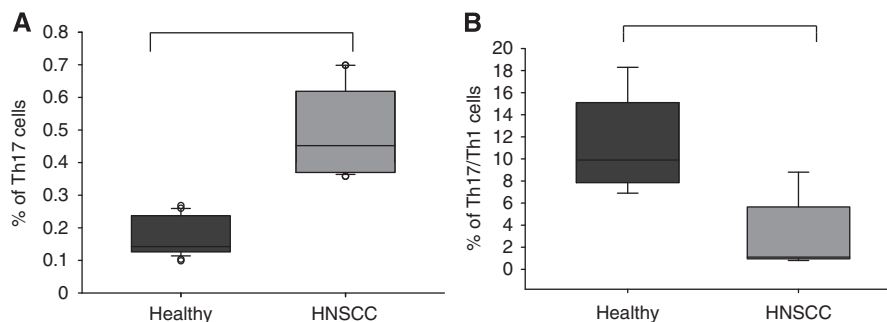 A
% of Th17 cells
0.8
0.7
0.6
0.5
0.4
0.3
0.2
0.1
0
Healthy
HNSCC
B
% of Th17/Th1 cells
20
18
16
14
12
10
8
6
4
2
0
Healthy
HNSCC